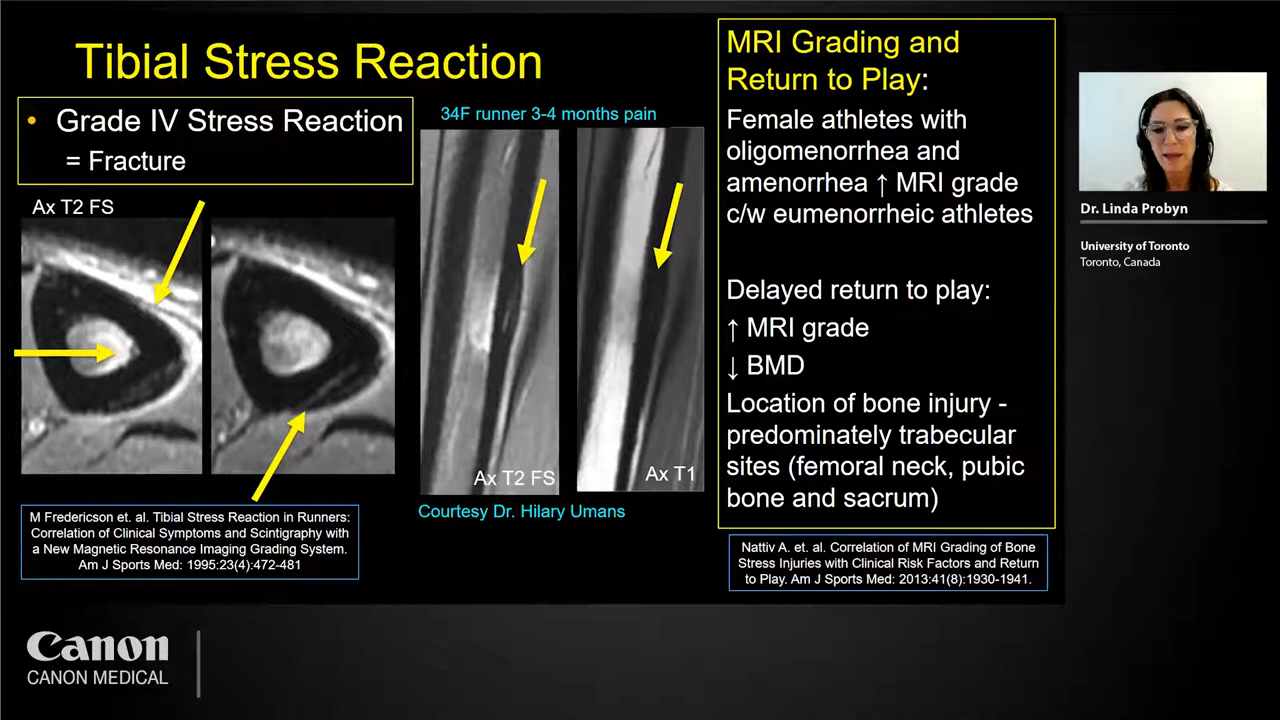 Tibial Stress Reaction
• Grade IV Stress Reaction
= Fracture
Ax T2 FS
34F runner 3-4 months pain
Ax T2 FS
Ax T1
Courtesy Dr. Hilary Umans
M Fredericson et. al. Tibial Stress Reaction in Runners:
Correlation of Clinical Symptoms and Scintigraphy with
a New Magnetic Resonance Imaging Grading System.
Am J Sports Med: 1995:23(4):472-481
MRI Grading and
Return to Play:
Female athletes with
oligomenorrhea and
amenorrhea ↑ MRI grade
c/w eumenorrheic athletes
Delayed return to play:
↑ MRI grade
↓ BMD
Location of bone injury -
predominately trabecular
sites (femoral neck, pubic
bone and sacrum)
Nattiv A. et. al. Correlation of MRI Grading of Bone
Stress Injuries with Clinical Risk Factors and Return
to Play. Am J Sports Med: 2013:41(8):1930-1941.
Dr. Linda Probyn
University of Toronto
Toronto, Canada
Canon
CANON MEDICAL